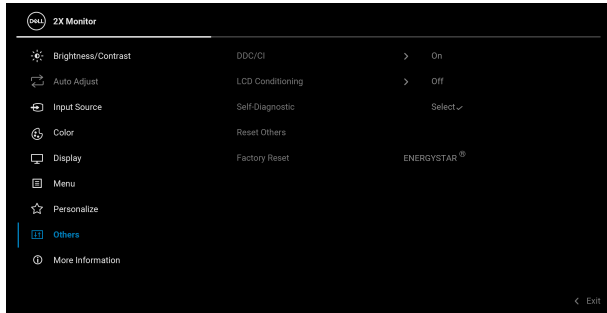 DELL 2X Monitor
Brightness/Contrast DDC/CI > On
Auto Adjust LCD Conditioning > Off
Input Source Self-Diagnostic Select ✓
Color Reset Others
Display Factory Reset ENERGYSTAR ®
Menu
Personalize
Others
More Information
< Exit